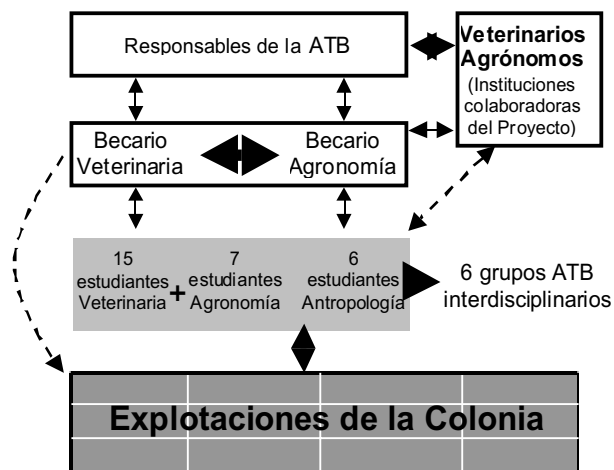 Responsables de la ATB
Veterinarios
Agrónomos
(Instituciones
colaboradoras
del Proyecto)
Becario
Veterinaria
Becario
Agronomía
15
estudiantes
Veterinaria
+
7
estudiantes
Agronomía
6
estudiantes
Antropología
6 grupos ATB
interdisciplinarios
Explotaciones de la Colonia